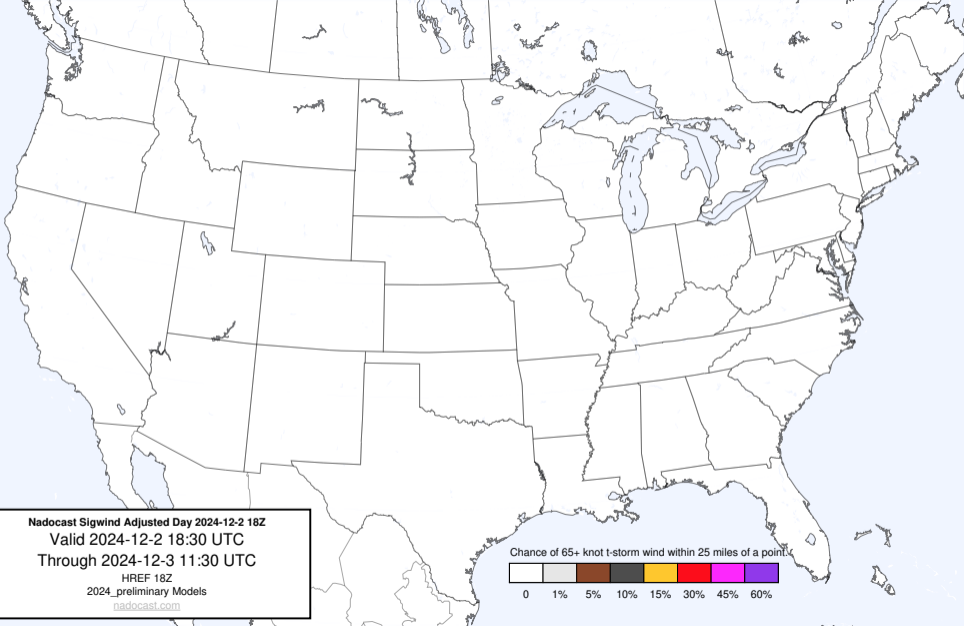 Nadocast Sigwind Adjusted Day 2024-12-2 18Z
Valid 2024-12-2 18:30 UTC
Through 2024-12-3 11:30 UTC
HREF 18Z
2024_preliminary Models
nadocast.com
Chance of 65+ knot t-storm wind within 25 miles of a point.
0 1% 5% 10% 15% 30% 45% 60%